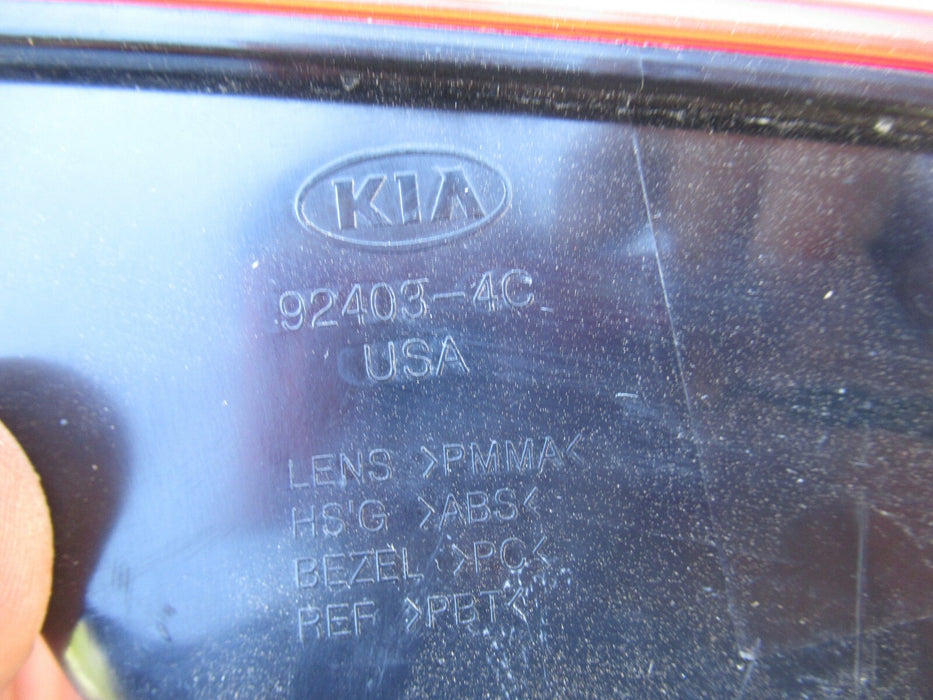 KIA
92403-4C
USA
LENS >PMMA<
HS'G >ABS<
BEZEL >PC<
REF >PBT<